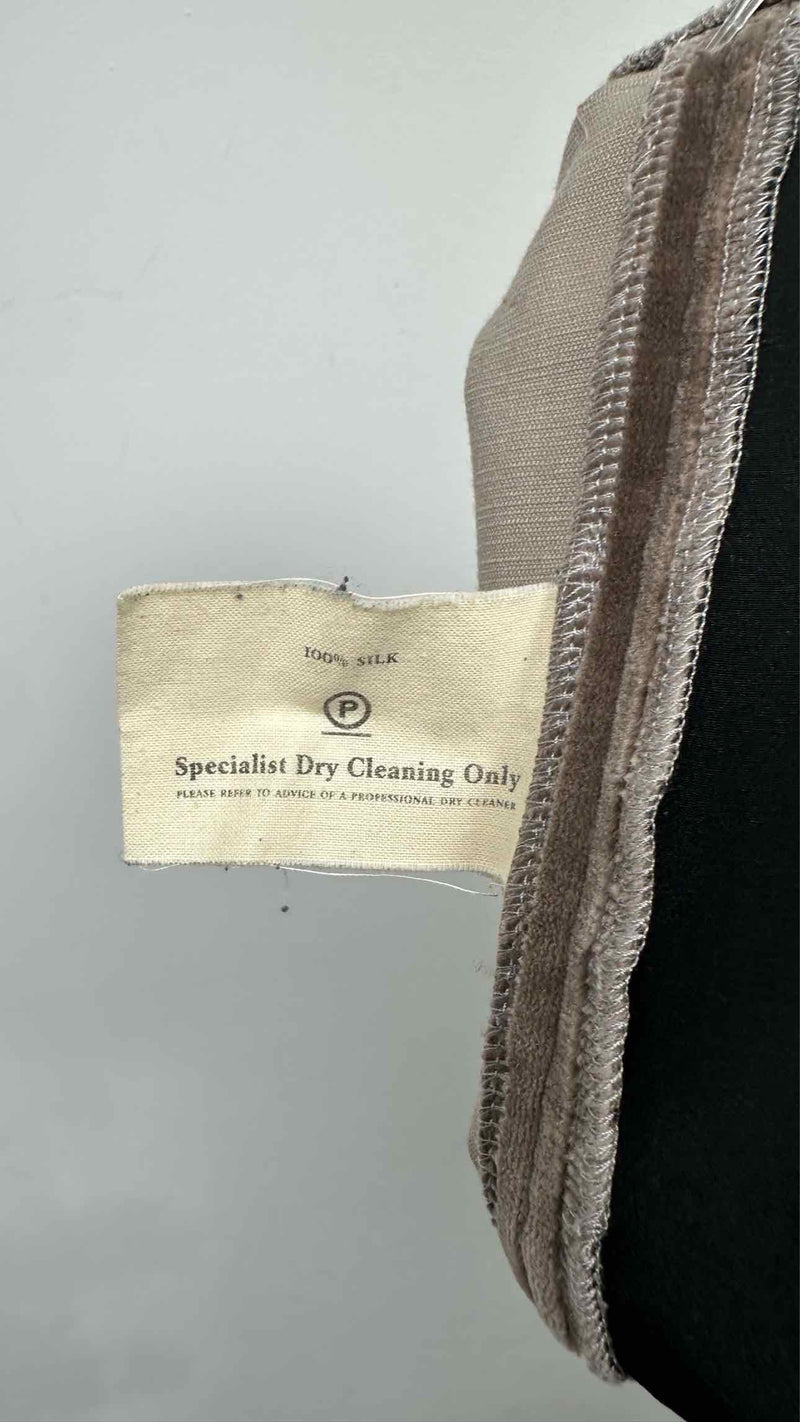 100% SILK
P
Specialist Dry Cleaning Only
PLEASE REFER TO ADVICE OF A PROFESSIONAL DRY CLEANER